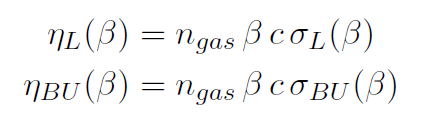 η_L(β) = n_gas β c σ_L(β)
η_BU(β) = n_gas β c σ_BU(β)